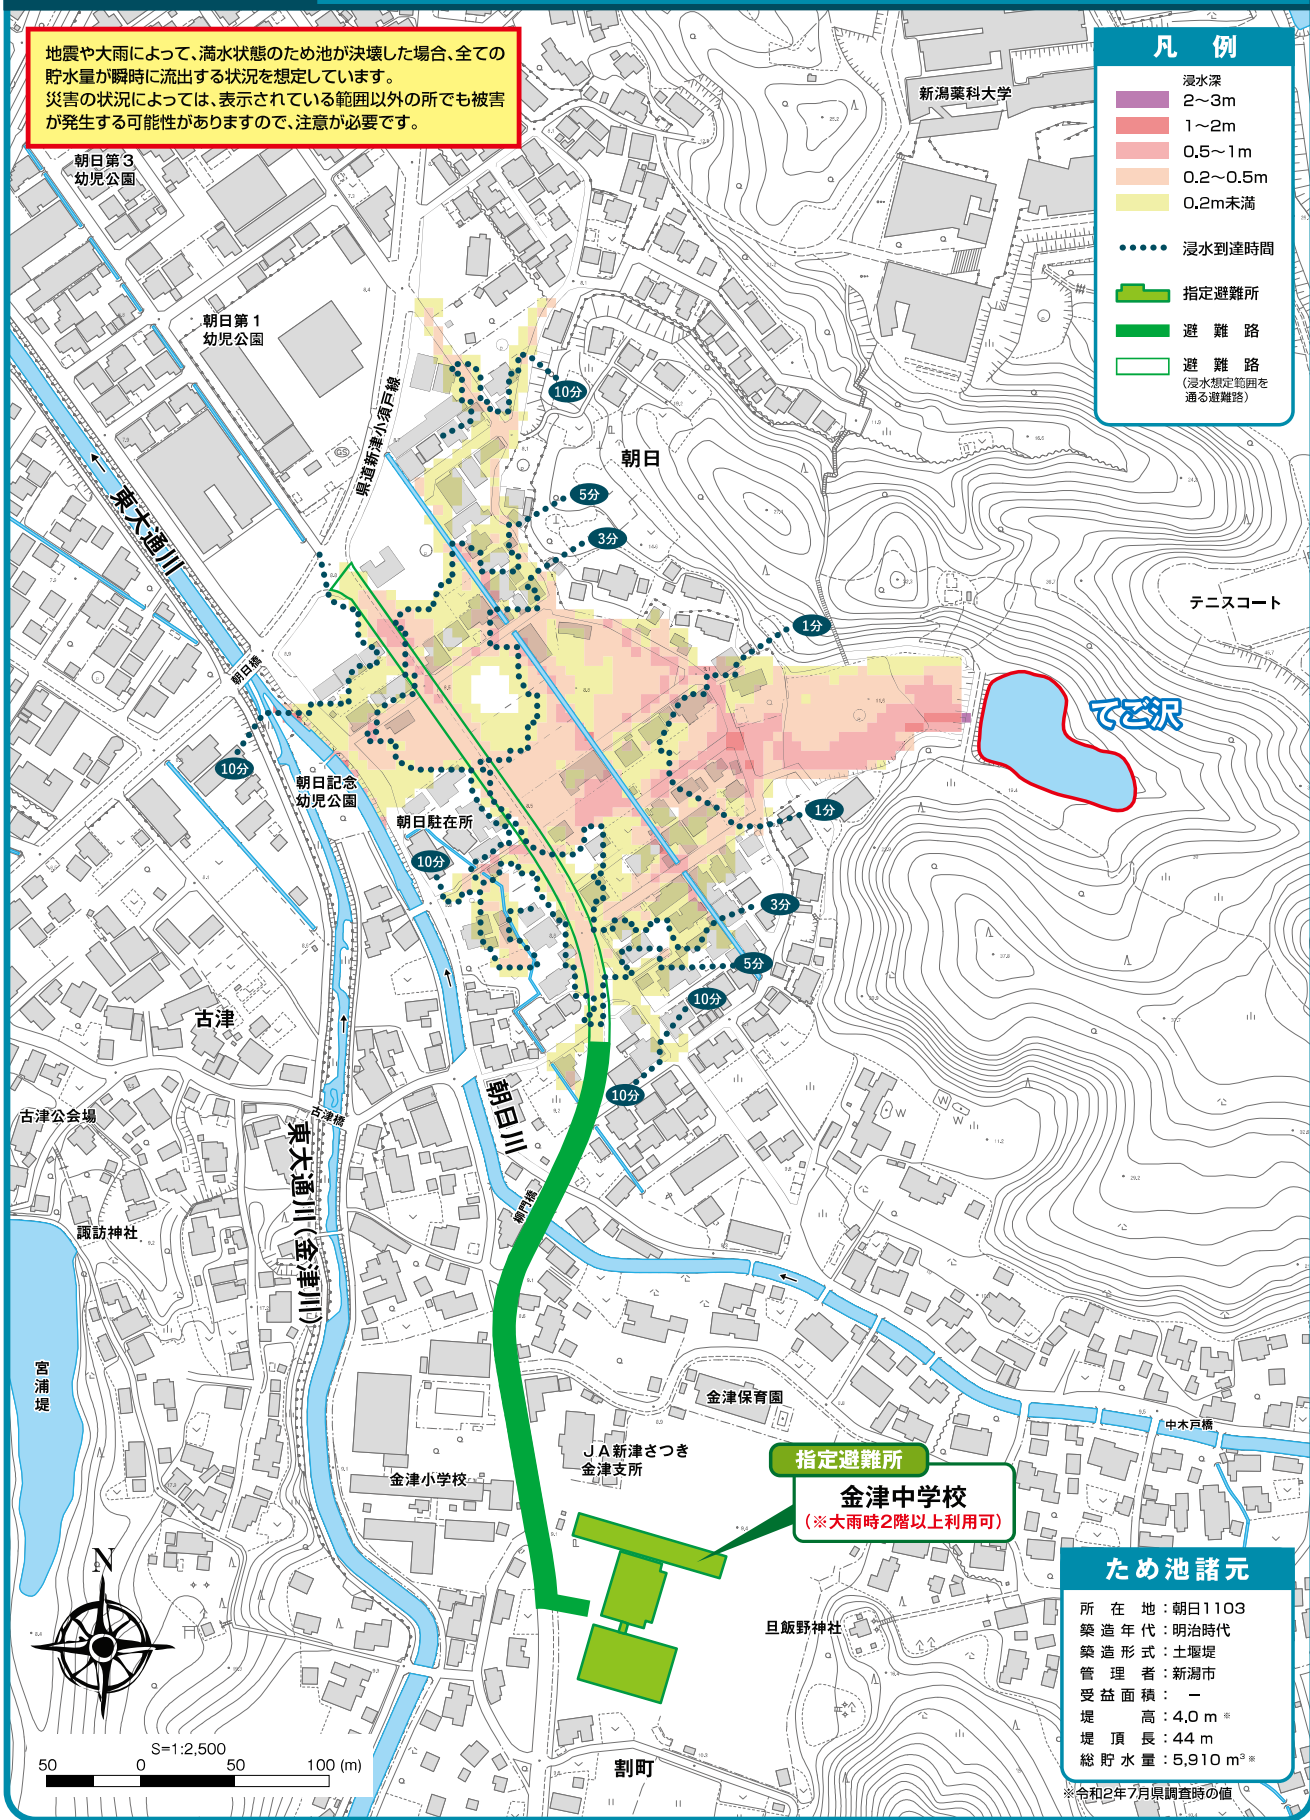 地震や大雨によって、満水状態のため池が決壊した場合、全ての
貯水量が瞬時に流出する状況を想定しています。
災害の状況によっては、表示されている範囲以外の所でも被害
が発生する可能性がありますので、注意が必要です。
凡 例
浸水深
2〜3m
1〜2m
0.5〜1m
0.2〜0.5m
0.2m未満
浸水到達時間
指定避難所
避 難 路
避 難 路
(浸水想定範囲を
通る避難路)
新潟薬科大学
朝日第3
幼児公園
朝日第1
幼児公園
県道新津小須戸線
GS
10分
朝日
5分
3分
東大通川
テニスコート
1分
朝日橋
てご沢
10分
朝日記念
幼児公園
朝日駐在所
1分
10分
3分
5分
10分
古津
10分
古津公会場
古津橋
朝日川
東大通川(金津川)
柳門橋
諏訪神社
宮浦堤
金津保育園
中木戸橋
JA新津さつき
金津支所
金津小学校
指定避難所
金津中学校
(※大雨時2階以上利用可)
旦飯野神社
割町
N
S=1:2,500
50 0 50 100 (m)
ため池諸元
所在地:朝日1103
築造年代:明治時代
築造形式:土堰堤
管理者:新潟市
受益面積: −
堤高:4.0 m ※
堤頂長:44 m
総貯水量:5,910 m³ ※
※令和2年7月県調査時の値